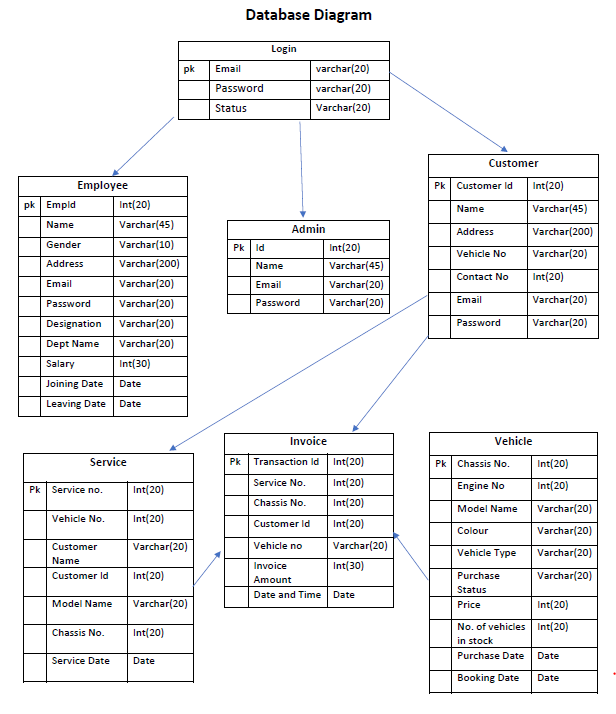 Database Diagram
Login
pk Email varchar(20)
Password varchar(20)
Status Varchar(20)
Employee
pk EmpId Int(20)
Name Varchar(45)
Gender Varchar(10)
Address Varchar(200)
Email Varchar(20)
Password Varchar(20)
Designation Varchar(20)
Dept Name Varchar(20)
Salary Int(30)
Joining Date Date
Leaving Date Date
Admin
Pk Id Int(20)
Name Varchar(45)
Email Varchar(20)
Password Varchar(20)
Customer
Pk Customer Id Int(20)
Name Varchar(45)
Address Varchar(200)
Vehicle No Varchar(20)
Contact No Int(20)
Email Varchar(20)
Password Varchar(20)
Service
Pk Service no. Int(20)
Vehicle No. Int(20)
Customer Varchar(20)
Name
Customer Id Int(20)
Model Name Varchar(20)
Chassis No. Int(20)
Service Date Date
Invoice
Pk Transaction Id Int(20)
Service No. Int(20)
Chassis No. Int(20)
Customer Id Int(20)
Vehicle no Varchar(20)
Invoice Int(30)
Amount
Date and Time Date
Vehicle
Pk Chassis No. Int(20)
Engine No Int(20)
Model Name Varchar(20)
Colour Varchar(20)
Vehicle Type Varchar(20)
Purchase Varchar(20)
Status
Price Int(20)
No. of vehicles Int(20)
in stock
Purchase Date Date
Booking Date Date